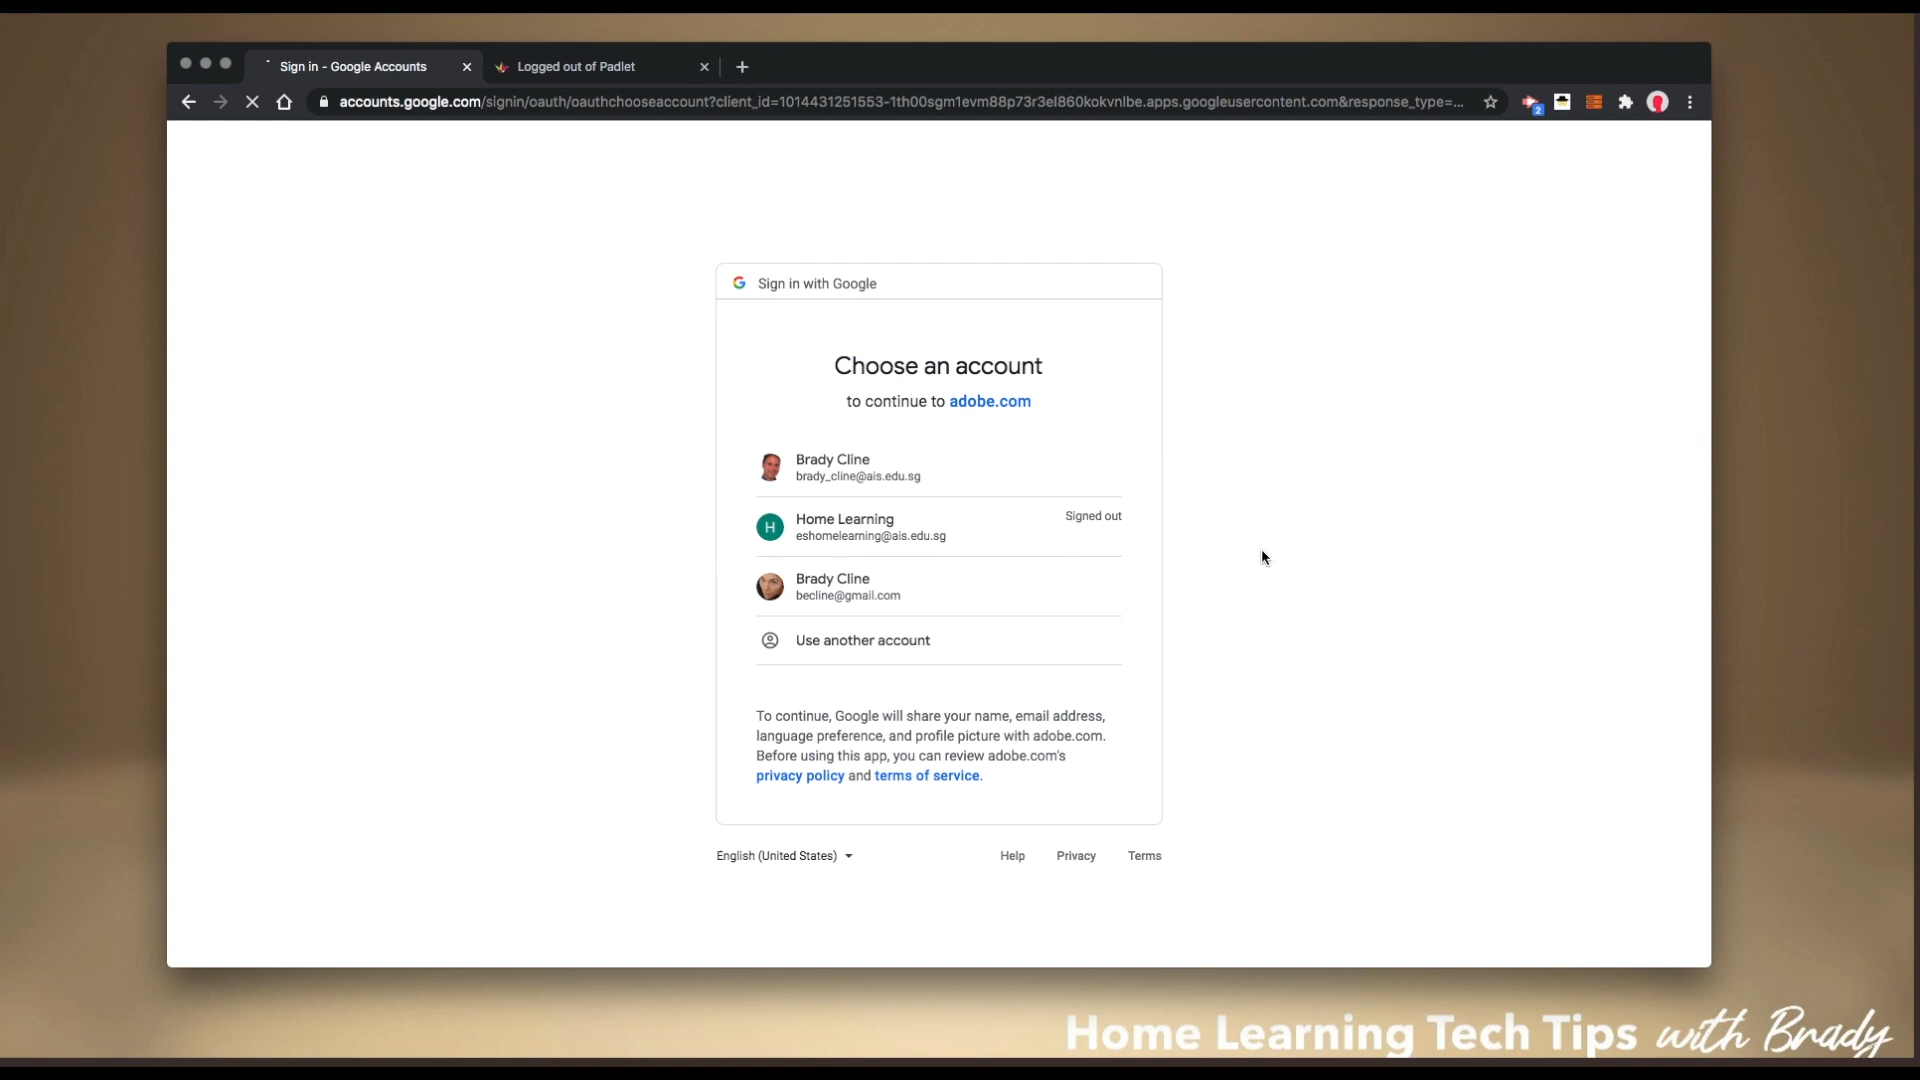 Sign in - Google Accounts
Logged out of Padlet
accounts.google.com/signin/oauth/oauthchooseaccount?client_id=1014431251553-1th00sgm1evm88p73r3el860kokvnlbe.apps.googleusercontent.com&response_type=...
2
Sign in with Google
Choose an account
to continue to adobe.com
Brady Cline
brady_cline@ais.edu.sg
H
Home Learning
Signed out
eshomelearning@ais.edu.sg
Brady Cline
becline@gmail.com
Use another account
To continue, Google will share your name, email address,
language preference, and profile picture with adobe.com.
Before using this app, you can review adobe.com's
privacy policy and terms of service.
English (United States)
Help
Privacy
Terms
Home Learning Tech Tips with Brady